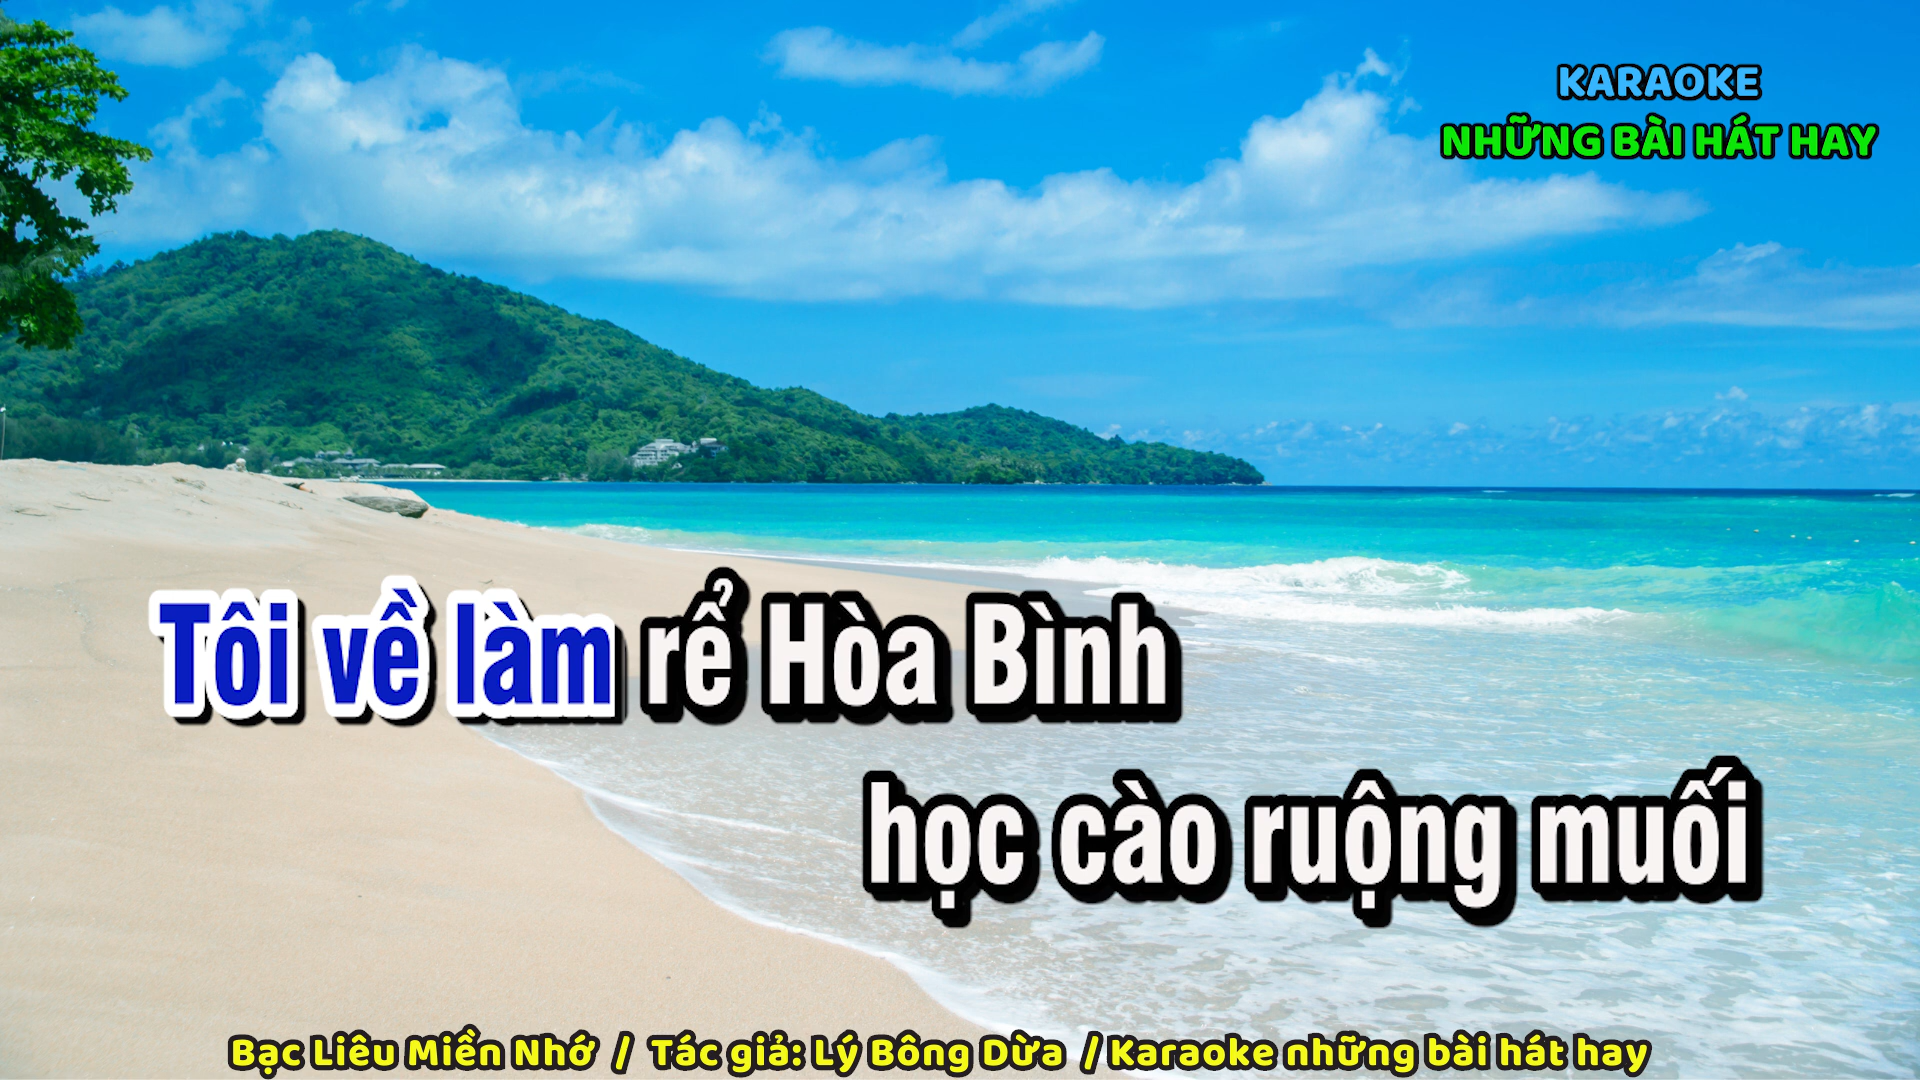 KARAOKE
NHỮNG BÀI HÁT HAY
Tôi về làm rể Hòa Bình
học cào ruộng muối
Bạc Liêu Miền Nhớ / Tác giả: Lý Bông Dừa / Karaoke những bài hát hay